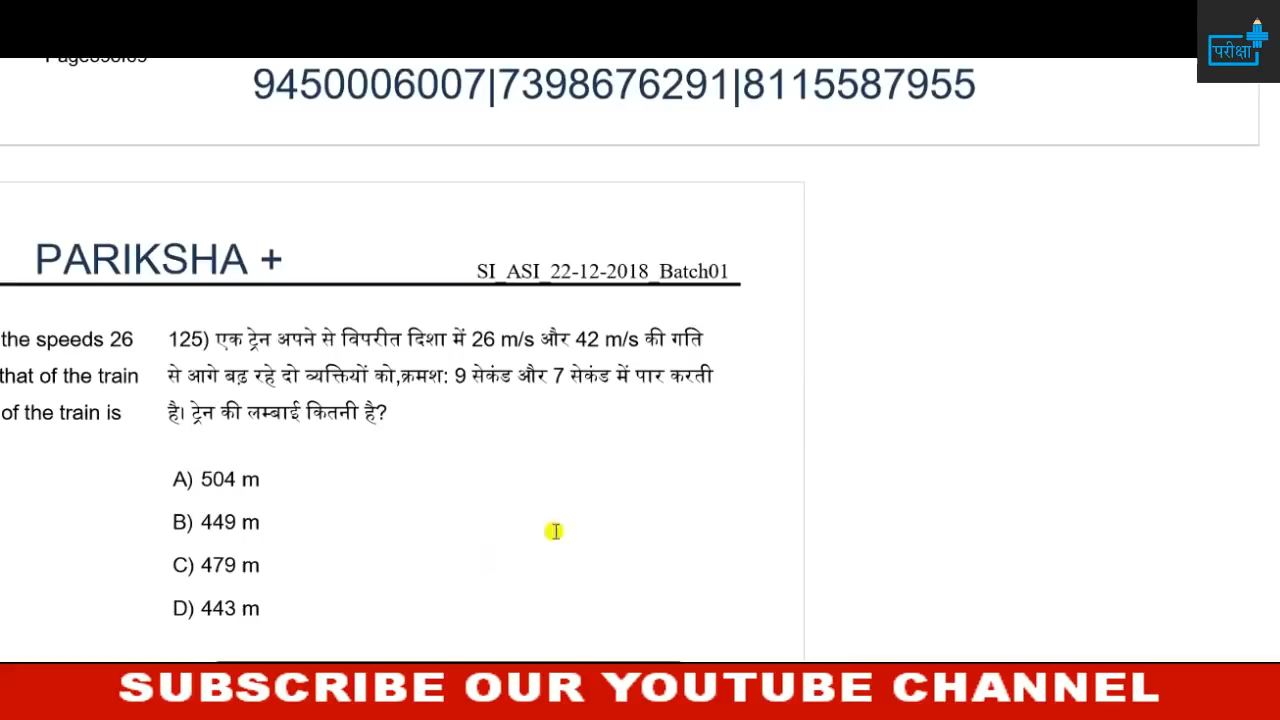 परीक्षा
9450006007|7398676291|8115587955
PARIKSHA +
SI_ASI_22-12-2018_Batch01
the speeds 26
that of the train
of the train is
125) एक ट्रेन अपने से विपरीत दिशा में 26 m/s और 42 m/s की गति
से आगे बढ़ रहे दो व्यक्तियों को,क्रमश: 9 सेकंड और 7 सेकंड में पार करती
है। ट्रेन की लम्बाई कितनी है?
A) 504 m
B) 449 m
C) 479 m
D) 443 m
SUBSCRIBE OUR YOUTUBE CHANNEL